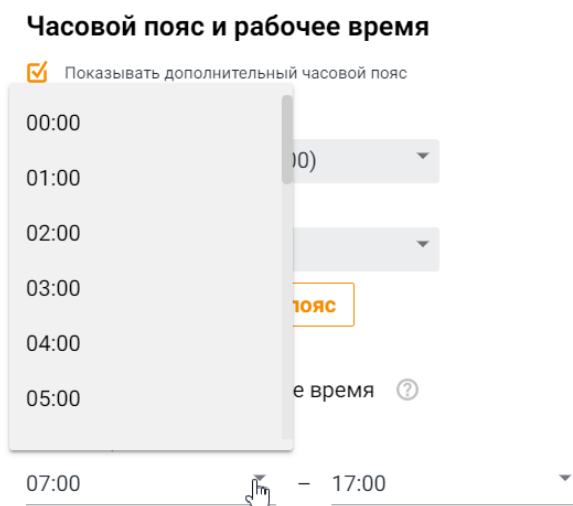 Часовой пояс и рабочее время
Показывать дополнительный часовой пояс
00:00
00)
01:00
02:00
03:00
пояс
04:00
05:00
е время
07:00 – 17:00